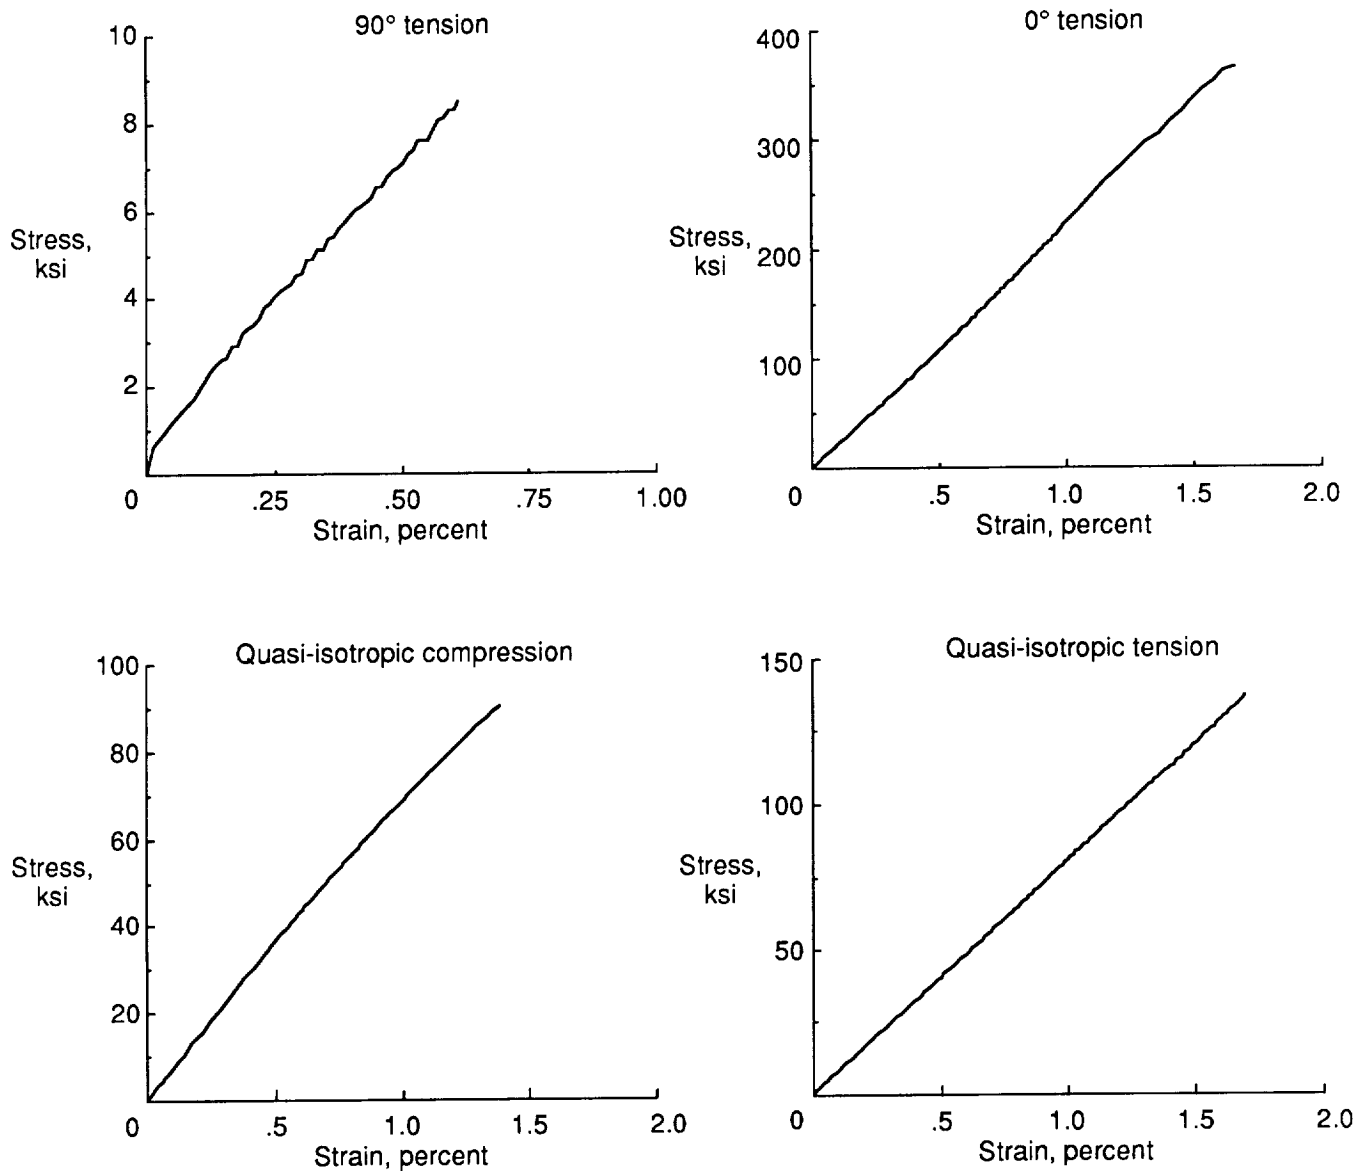 90° tension
10
8
6
4
2
0
Stress,
ksi
.25
.50
.75
1.00
Strain, percent
0° tension
400
300
200
100
0
Stress,
ksi
.5
1.0
1.5
2.0
Strain, percent
Quasi-isotropic compression
100
80
60
40
20
0
Stress,
ksi
.5
1.0
1.5
2.0
Strain, percent
Quasi-isotropic tension
150
100
50
0
Stress,
ksi
.5
1.0
1.5
2.0
Strain, percent